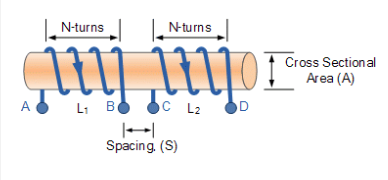 N-turns N-turns
Cross Sectional
Area (A)
A L₁ B C L₂ D
Spacing, (S)